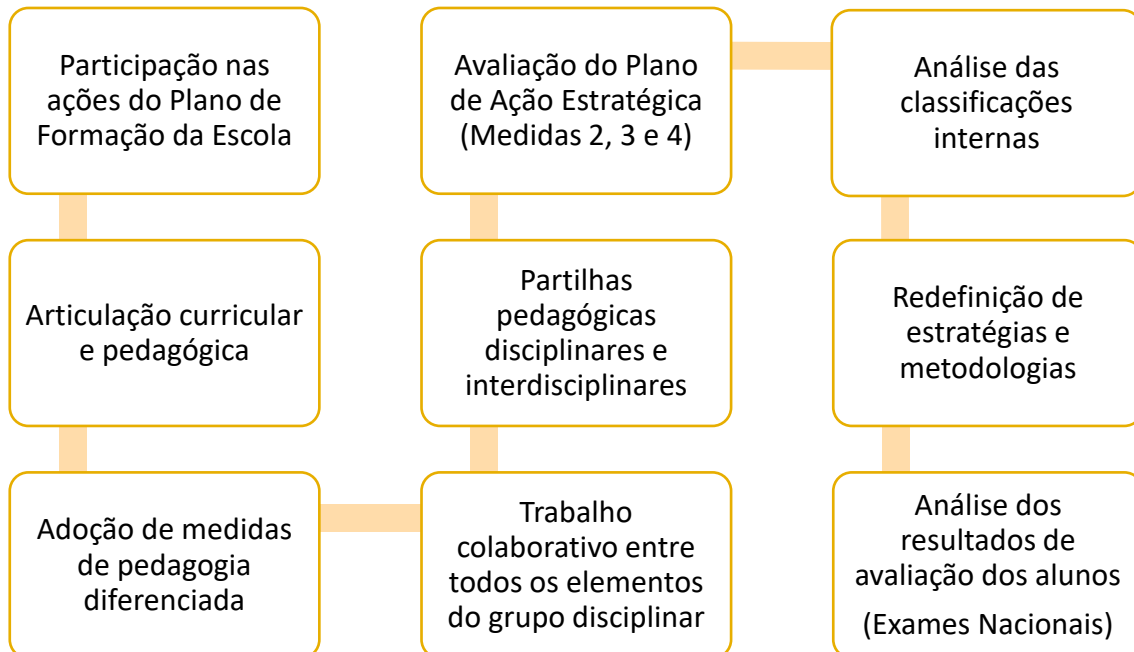 Participação nas
ações do Plano de
Formação da Escola
Articulação curricular
e pedagógica
Adoção de medidas
de pedagogia
diferenciada
Trabalho
colaborativo entre
todos os elementos
do grupo disciplinar
Partilhas
pedagógicas
disciplinares e
interdisciplinares
Avaliação do Plano
de Ação Estratégica
(Medidas 2, 3 e 4)
Análise das
classificações
internas
Redefinição de
estratégias e
metodologias
Análise dos
resultados de
avaliação dos alunos
(Exames Nacionais)